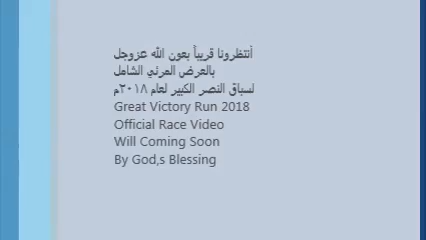 أنتظرونا قريباً بعون الله عزوجل
بالعرض المرئي الشامل
لسباق النصر الكبير لعام ٢٠١٨م
Great Victory Run 2018
Official Race Video
Will Coming Soon
By God,s Blessing